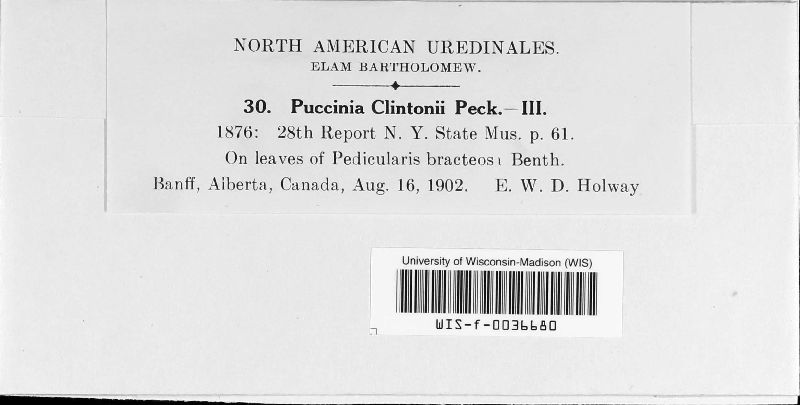 NORTH AMERICAN UREDINALES.
ELAM BARTHOLOMEW.
30. Puccinia Clintonii Peck.—III.
1876: 28th Report N. Y. State Mus. p. 61.
On leaves of Pedicularis bracteosı Benth.
Banff, Alberta, Canada, Aug. 16, 1902. E. W. D. Holway
University of Wisconsin-Madison (WIS)
WIS-f-0036680